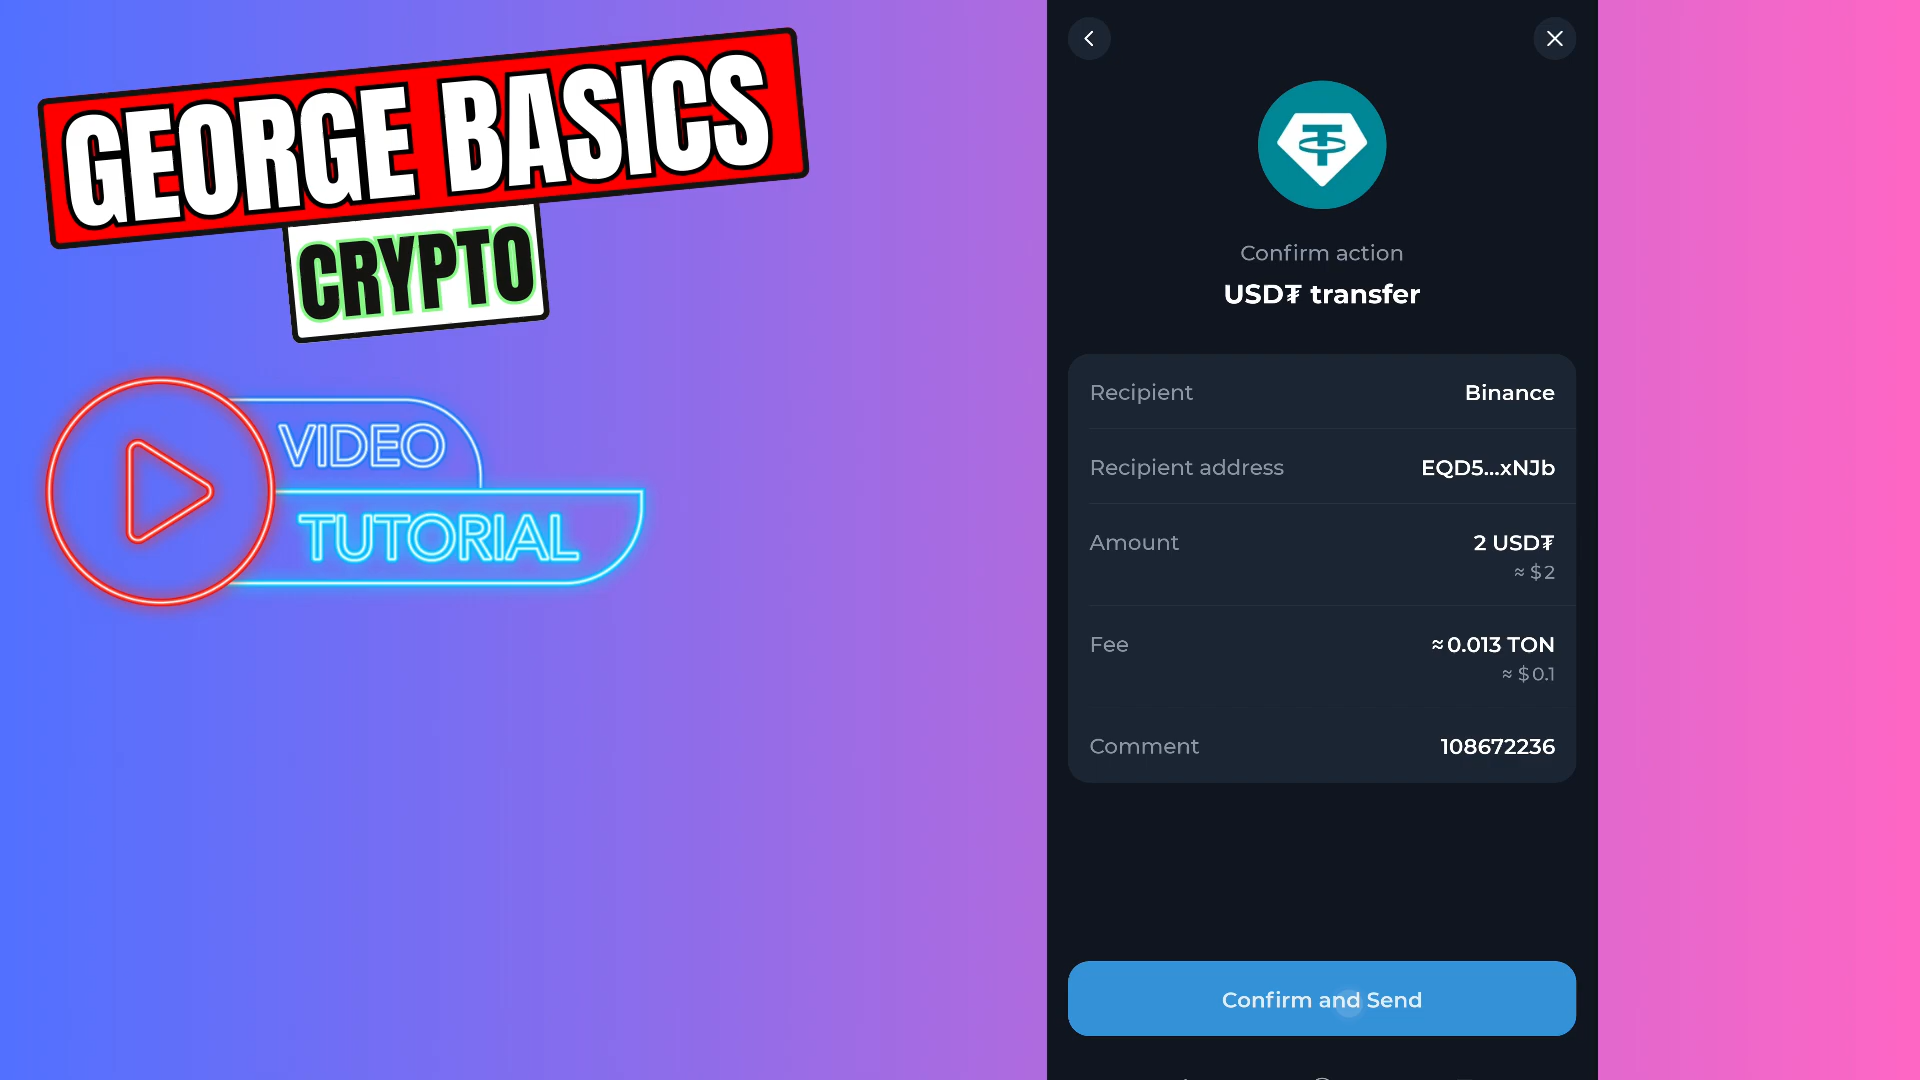 GEORGE BASICS
CRYPTO
VIDEO
TUTORIAL
Confirm action
USD₮ transfer
Recipient Binance
Recipient address EQD5...xNJb
Amount 2 USD₮
≈ $2
Fee ≈ 0.013 TON
≈ $0.1
Comment 108672236
Confirm and Send